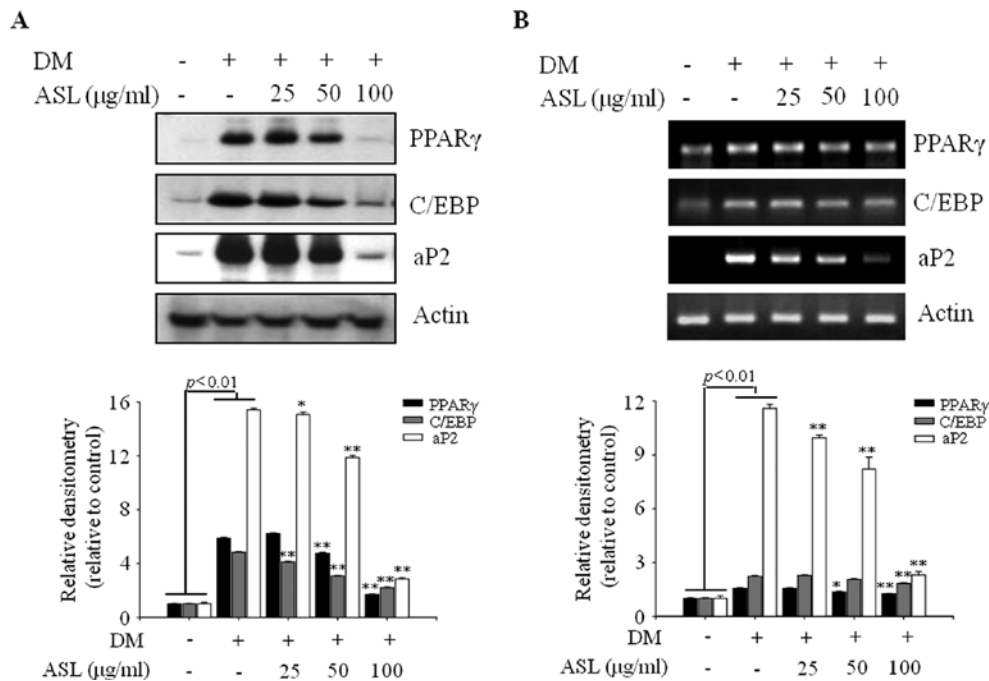 A
DM - + + + +
ASL (μg/ml) - - 25 50 100
PPARγ
C/EBP
aP2
Actin
p<0.01
16
12
8
4
0
Relative densitometry
(relative to control)
PPARγ
C/EBP
aP2
*
**
**
**
**
**
**
**
DM - + + + +
ASL (μg/ml) - - 25 50 100
B
DM - + + + +
ASL (μg/ml) - - 25 50 100
PPARγ
C/EBP
aP2
Actin
p<0.01
12
9
6
3
0
Relative densitometry
(relative to control)
PPARγ
C/EBP
aP2
**
**
*
**
**
**
DM - + + + +
ASL (μg/ml) - - 25 50 100